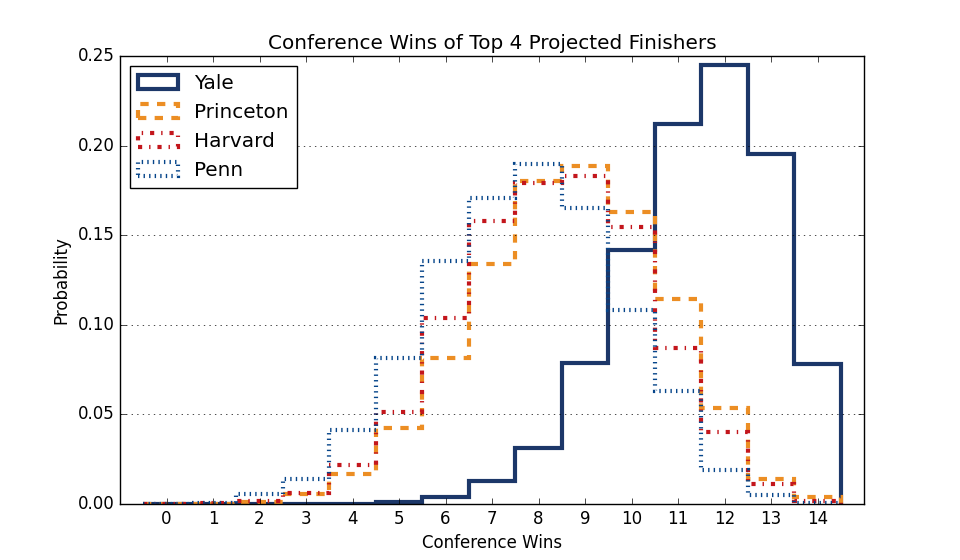 Conference Wins of Top 4 Projected Finishers
0.25
0.20
0.15
0.10
0.05
0.00
Probability
Yale
Princeton
Harvard
Penn
0 1 2 3 4 5 6 7 8 9 10 11 12 13 14
Conference Wins